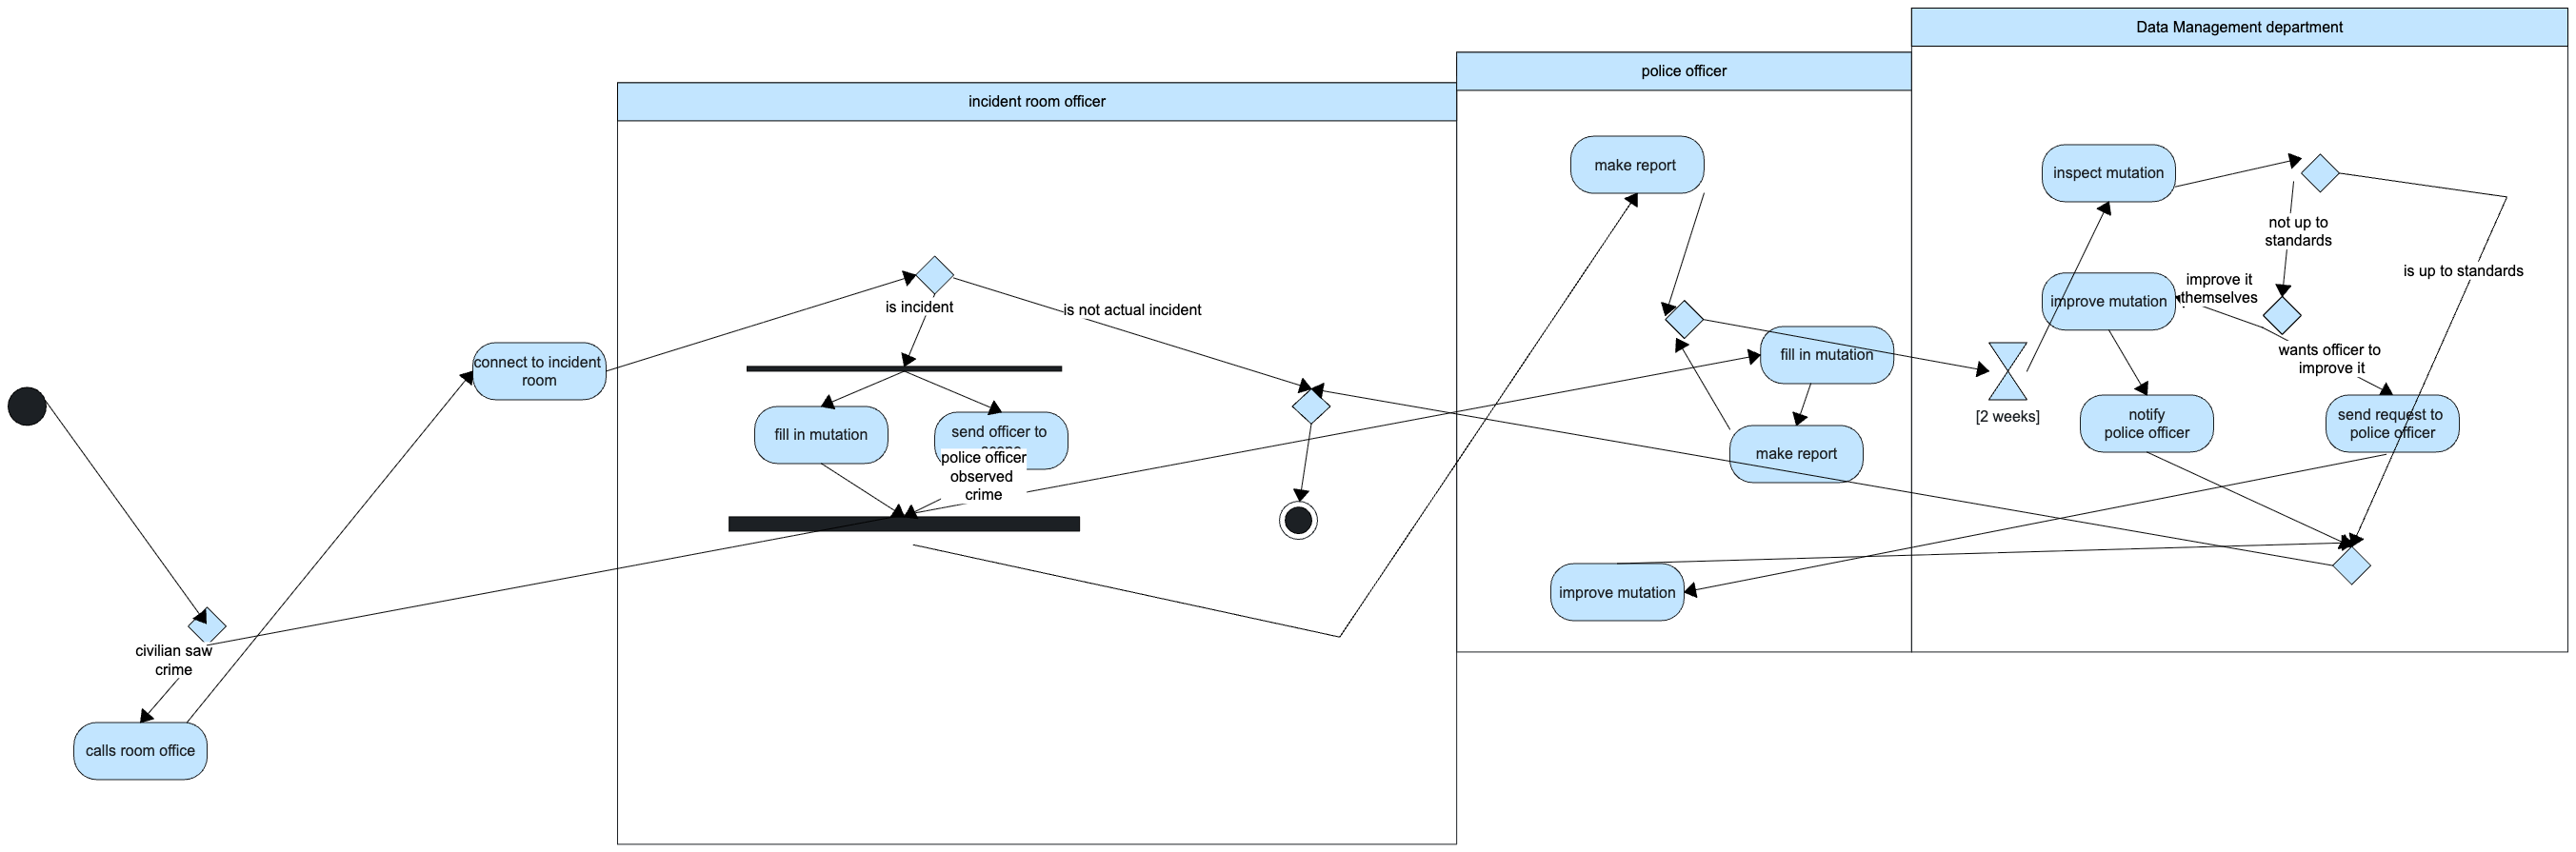 Data Management department
police officer
incident room officer
make report
inspect mutation
not up to
standards
is up to standards
improve it
themselves
improve mutation
is incident
is not actual incident
connect to incident
room
fill in mutation
wants officer to
improve it
[2 weeks]
notify
police officer
send request to
police officer
fill in mutation
send officer to
police officer
observed
crime
make report
improve mutation
civilian saw
crime
calls room office